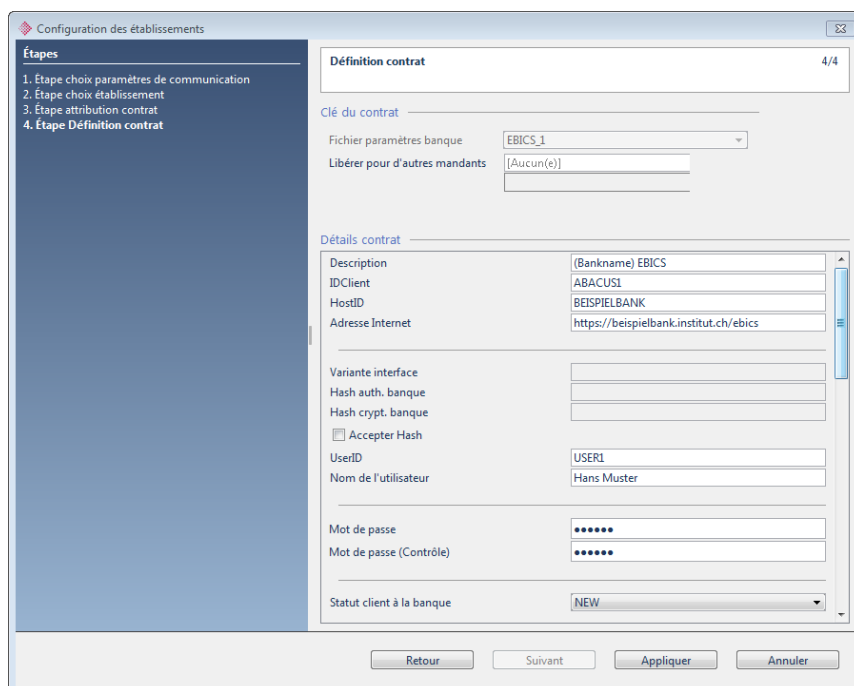 Configuration des établissements
Étapes
1. Étape choix paramètres de communication
2. Étape choix établissement
3. Étape attribution contrat
4. Étape Définition contrat
Définition contrat 4/4
Clé du contrat
Fichier paramètres banque EBICS_1
Libérer pour d'autres mandants [Aucun(e)]
Détails contrat
Description (Bankname) EBICS
IDClient ABACUS1
HostID BEISPIELBANK
Adresse Internet https://beispielbank.institut.ch/ebics
Variante interface
Hash auth. banque
Hash crypt. banque
Accepter Hash
UserID USER1
Nom de l'utilisateur Hans Muster
Mot de passe ••••••
Mot de passe (Contrôle) ••••••
Statut client à la banque NEW
Retour Suivant Appliquer Annuler